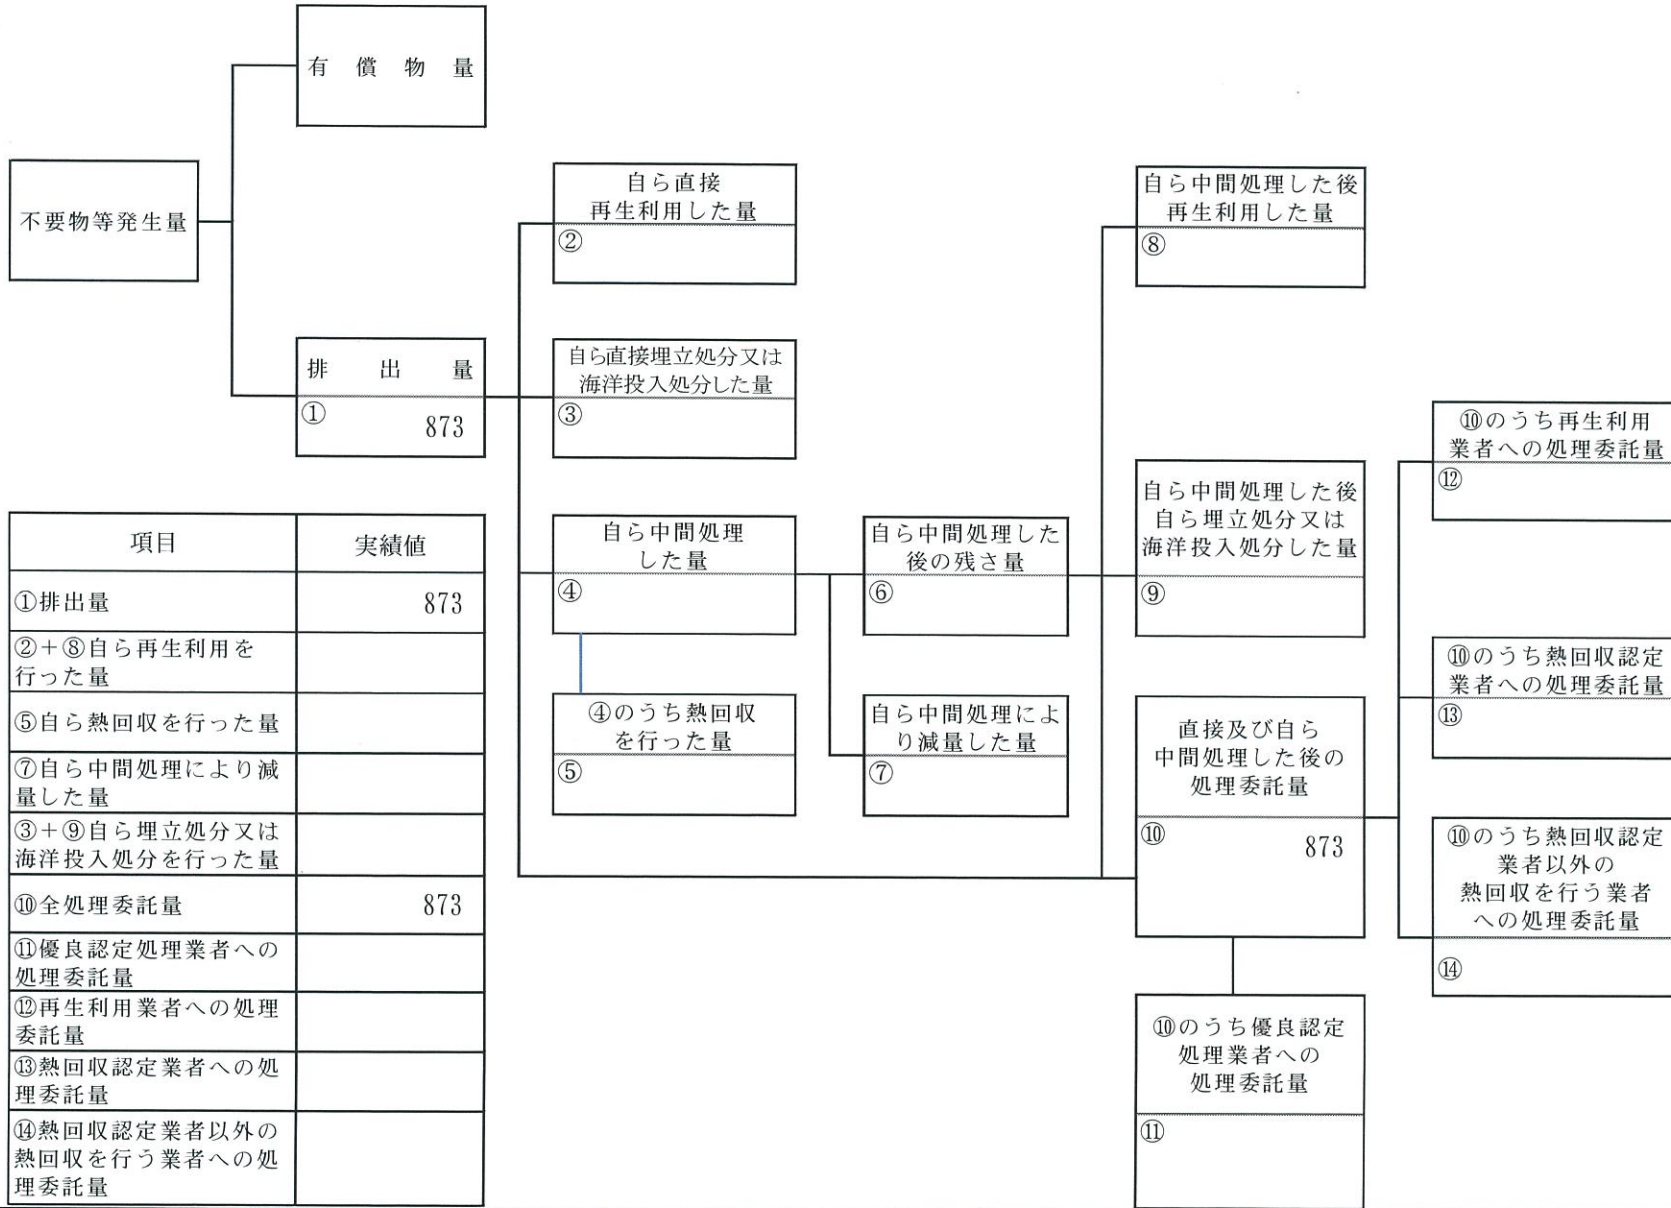 有償物量
不要物等発生量
排出量
① 873
自ら直接
再生利用した量
②
自ら直接埋立処分又は
海洋投入処分した量
③
自ら中間処理
した量
④
④のうち熱回収
を行った量
⑤
自ら中間処理した
後の残さ量
⑥
自ら中間処理によ
り減量した量
⑦
自ら中間処理した後
再生利用した量
⑧
自ら中間処理した後
自ら埋立処分又は
海洋投入処分した量
⑨
直接及び自ら
中間処理した後の
処理委託量
⑩ 873
⑩のうち優良認定
処理業者への
処理委託量
⑪
⑩のうち再生利用
業者への処理委託量
⑫
⑩のうち熱回収認定
業者への処理委託量
⑬
⑩のうち熱回収認定
業者以外の
熱回収を行う業者
への処理委託量
⑭
項目 実績値
①排出量 873
②+⑧自ら再生利用を
行った量
⑤自ら熱回収を行った量
⑦自ら中間処理により減
量した量
③+⑨自ら埋立処分又は
海洋投入処分を行った量
⑩全処理委託量 873
⑪優良認定処理業者への
処理委託量
⑫再生利用業者への処理
委託量
⑬熱回収認定業者への処
理委託量
⑭熱回収認定業者以外の
熱回収を行う業者への処
理委託量